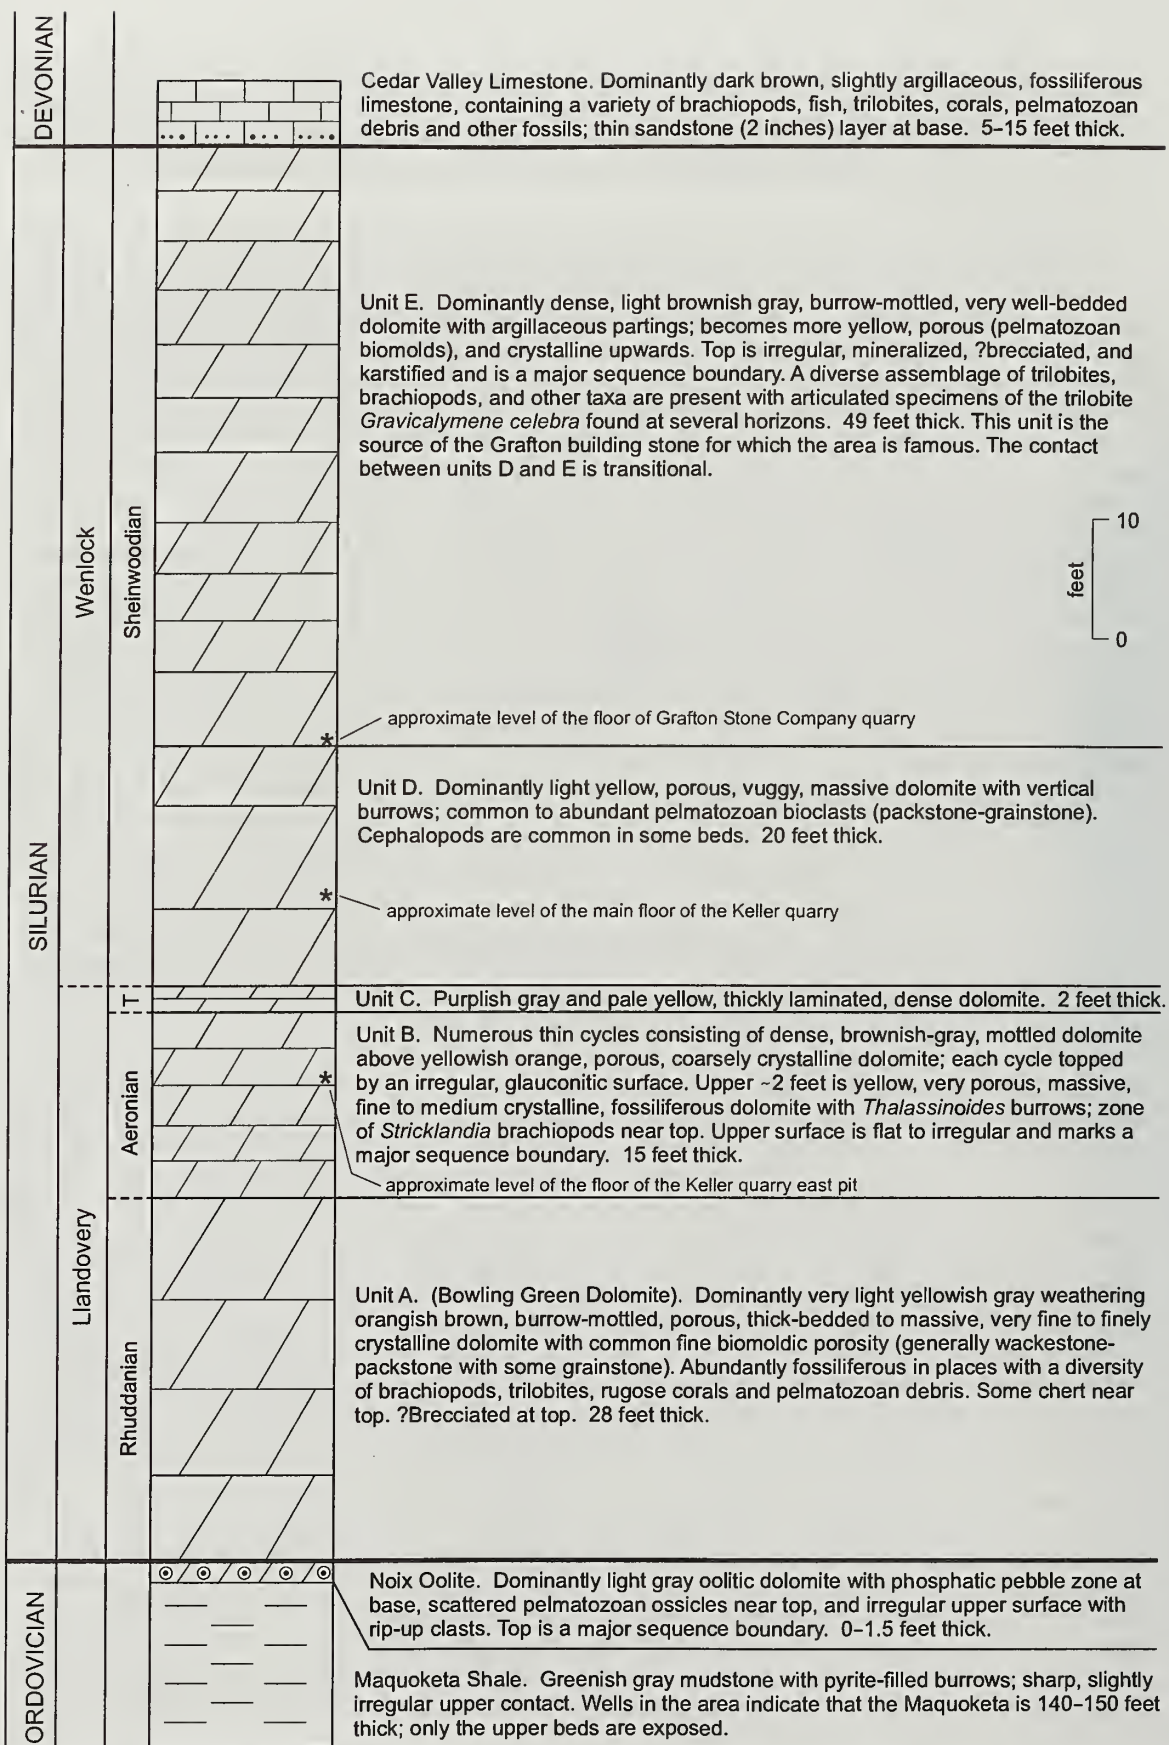 DEVONIAN
Cedar Valley Limestone. Dominantly dark brown, slightly argillaceous, fossiliferous
limestone, containing a variety of brachiopods, fish, trilobites, corals, pelmatozoan
debris and other fossils; thin sandstone (2 inches) layer at base. 5–15 feet thick.
SILURIAN
Wenlock
Sheinwoodian
Unit E. Dominantly dense, light brownish gray, burrow-mottled, very well-bedded
dolomite with argillaceous partings; becomes more yellow, porous (pelmatozoan
biomolds), and crystalline upwards. Top is irregular, mineralized, ?brecciated, and
karstified and is a major sequence boundary. A diverse assemblage of trilobites,
brachiopods, and other taxa are present with articulated specimens of the trilobite
Gravicalymene celebra found at several horizons. 49 feet thick. This unit is the
source of the Grafton building stone for which the area is famous. The contact
between units D and E is transitional.
10
feet
0
* approximate level of the floor of Grafton Stone Company quarry
Unit D. Dominantly light yellow, porous, vuggy, massive dolomite with vertical
burrows; common to abundant pelmatozoan bioclasts (packstone-grainstone).
Cephalopods are common in some beds. 20 feet thick.
* approximate level of the main floor of the Keller quarry
Llandovery
T
Unit C. Purplish gray and pale yellow, thickly laminated, dense dolomite. 2 feet thick.
Aeronian
Unit B. Numerous thin cycles consisting of dense, brownish-gray, mottled dolomite
above yellowish orange, porous, coarsely crystalline dolomite; each cycle topped
by an irregular, glauconitic surface. Upper ~2 feet is yellow, very porous, massive,
fine to medium crystalline, fossiliferous dolomite with Thalassinoides burrows; zone
of Stricklandia brachiopods near top. Upper surface is flat to irregular and marks a
major sequence boundary. 15 feet thick.
* approximate level of the floor of the Keller quarry east pit
Rhuddanian
Unit A. (Bowling Green Dolomite). Dominantly very light yellowish gray weathering
orangish brown, burrow-mottled, porous, thick-bedded to massive, very fine to finely
crystalline dolomite with common fine biomoldic porosity (generally wackestone-
packstone with some grainstone). Abundantly fossiliferous in places with a diversity
of brachiopods, trilobites, rugose corals and pelmatozoan debris. Some chert near
top. ?Brecciated at top. 28 feet thick.
ORDOVICIAN
Noix Oolite. Dominantly light gray oolitic dolomite with phosphatic pebble zone at
base, scattered pelmatozoan ossicles near top, and irregular upper surface with
rip-up clasts. Top is a major sequence boundary. 0–1.5 feet thick.
Maquoketa Shale. Greenish gray mudstone with pyrite-filled burrows; sharp, slightly
irregular upper contact. Wells in the area indicate that the Maquoketa is 140–150 feet
thick; only the upper beds are exposed.